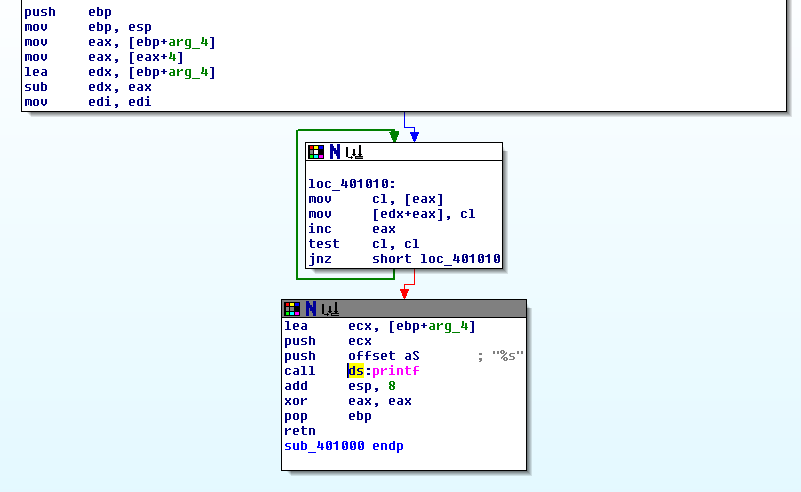 push    ebp
mov     ebp, esp
mov     eax, [ebp+arg_4]
mov     eax, [eax+4]
lea     edx, [ebp+arg_4]
sub     edx, eax
mov     edi, edi
loc_401010:
mov     cl, [eax]
mov     [edx+eax], cl
inc     eax
test    cl, cl
jnz     short loc_401010
lea     ecx, [ebp+arg_4]
push    ecx
push    offset aS       ; "%s"
call    ds:printf
add     esp, 8
xor     eax, eax
pop     ebp
retn
sub_401000 endp